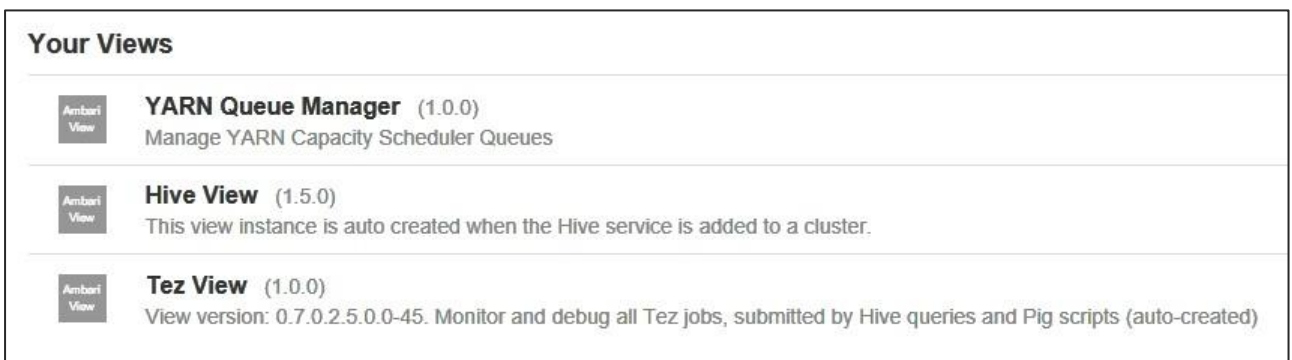 Your Views
Ambari
View
YARN Queue Manager (1.0.0)
Manage YARN Capacity Scheduler Queues
Ambari
View
Hive View (1.5.0)
This view instance is auto created when the Hive service is added to a cluster.
Ambari
View
Tez View (1.0.0)
View version: 0.7.0.2.5.0.0-45. Monitor and debug all Tez jobs, submitted by Hive queries and Pig scripts (auto-created)